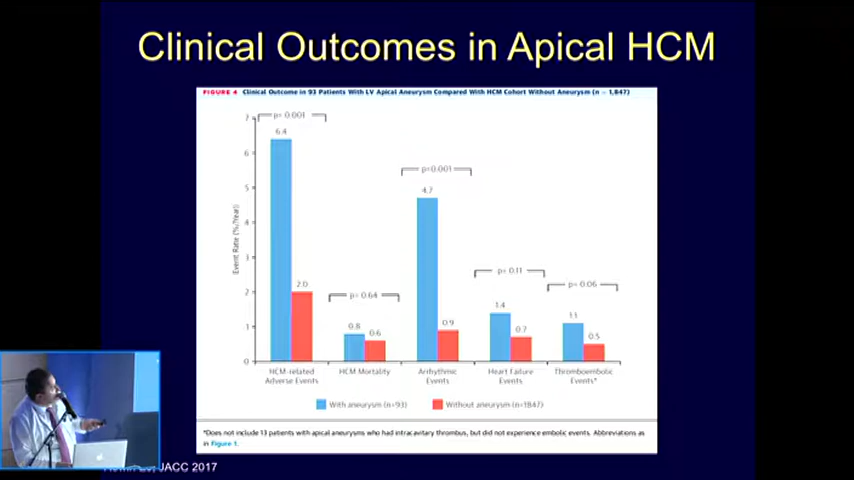 Clinical Outcomes in Apical HCM
FIGURE 4 Clinical Outcome in 93 Patients With LV Apical Aneurysm Compared With HCM Cohort Without Aneurysm (n = 1,847)
Event Rate (%/Year)
7
6
5
4
3
2
1
0
p= 0.001
6.4
2.0
p= 0.64
0.8
0.6
p=0.001
4.7
0.9
p= 0.11
1.4
0.7
p= 0.06
1.1
0.5
HCM-related
Adverse Events
HCM Mortality
Arrhythmic
Events
Heart Failure
Events
Thromboembolic
Events*
With aneurysm (n=93)
Without aneurysm (n=1847)
*Does not include 13 patients with apical aneurysms who had intracavitary thrombus, but did not experience embolic events. Abbreviations as
in Figure 1.
JACC 2017